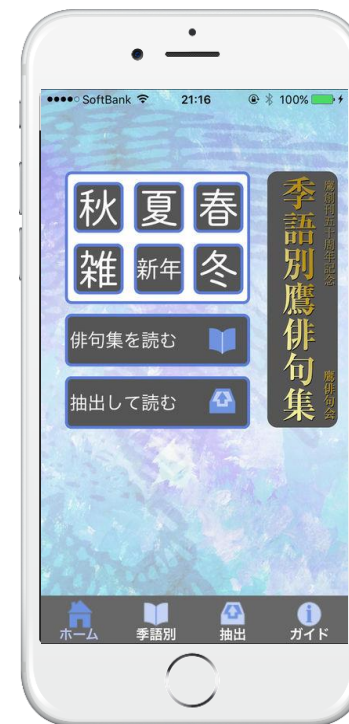 ●●●●○ SoftBank 21:16 100%
秋 夏 春
雑 新年 冬
俳句集を読む
抽出して読む
鷹創刊五十周年記念
季語別鷹俳句集
鷹俳句会
ホーム 季語別 抽出 ガイド